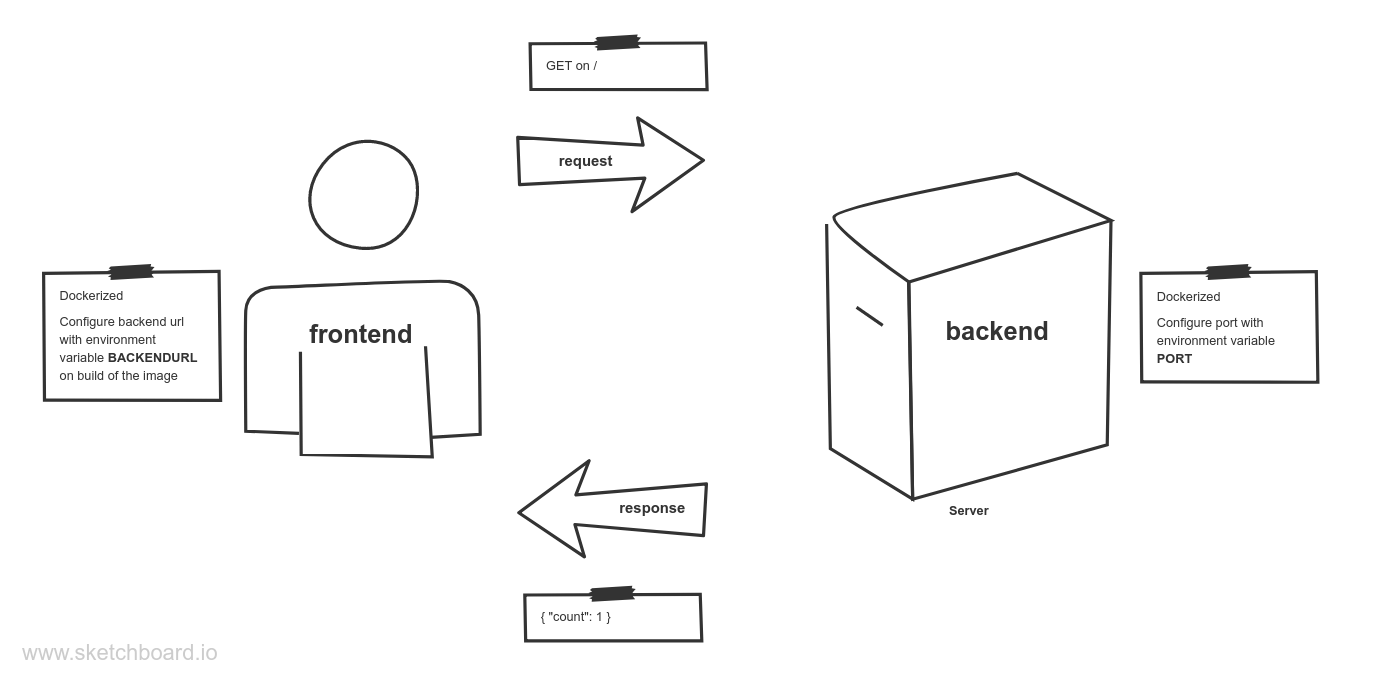 GET on /
request
Dockerized
Configure backend url
with environment
variable BACKENDURL
on build of the image
frontend
backend
Dockerized
Configure port with
environment variable
PORT
response
Server
{ "count": 1 }
www.sketchboard.io